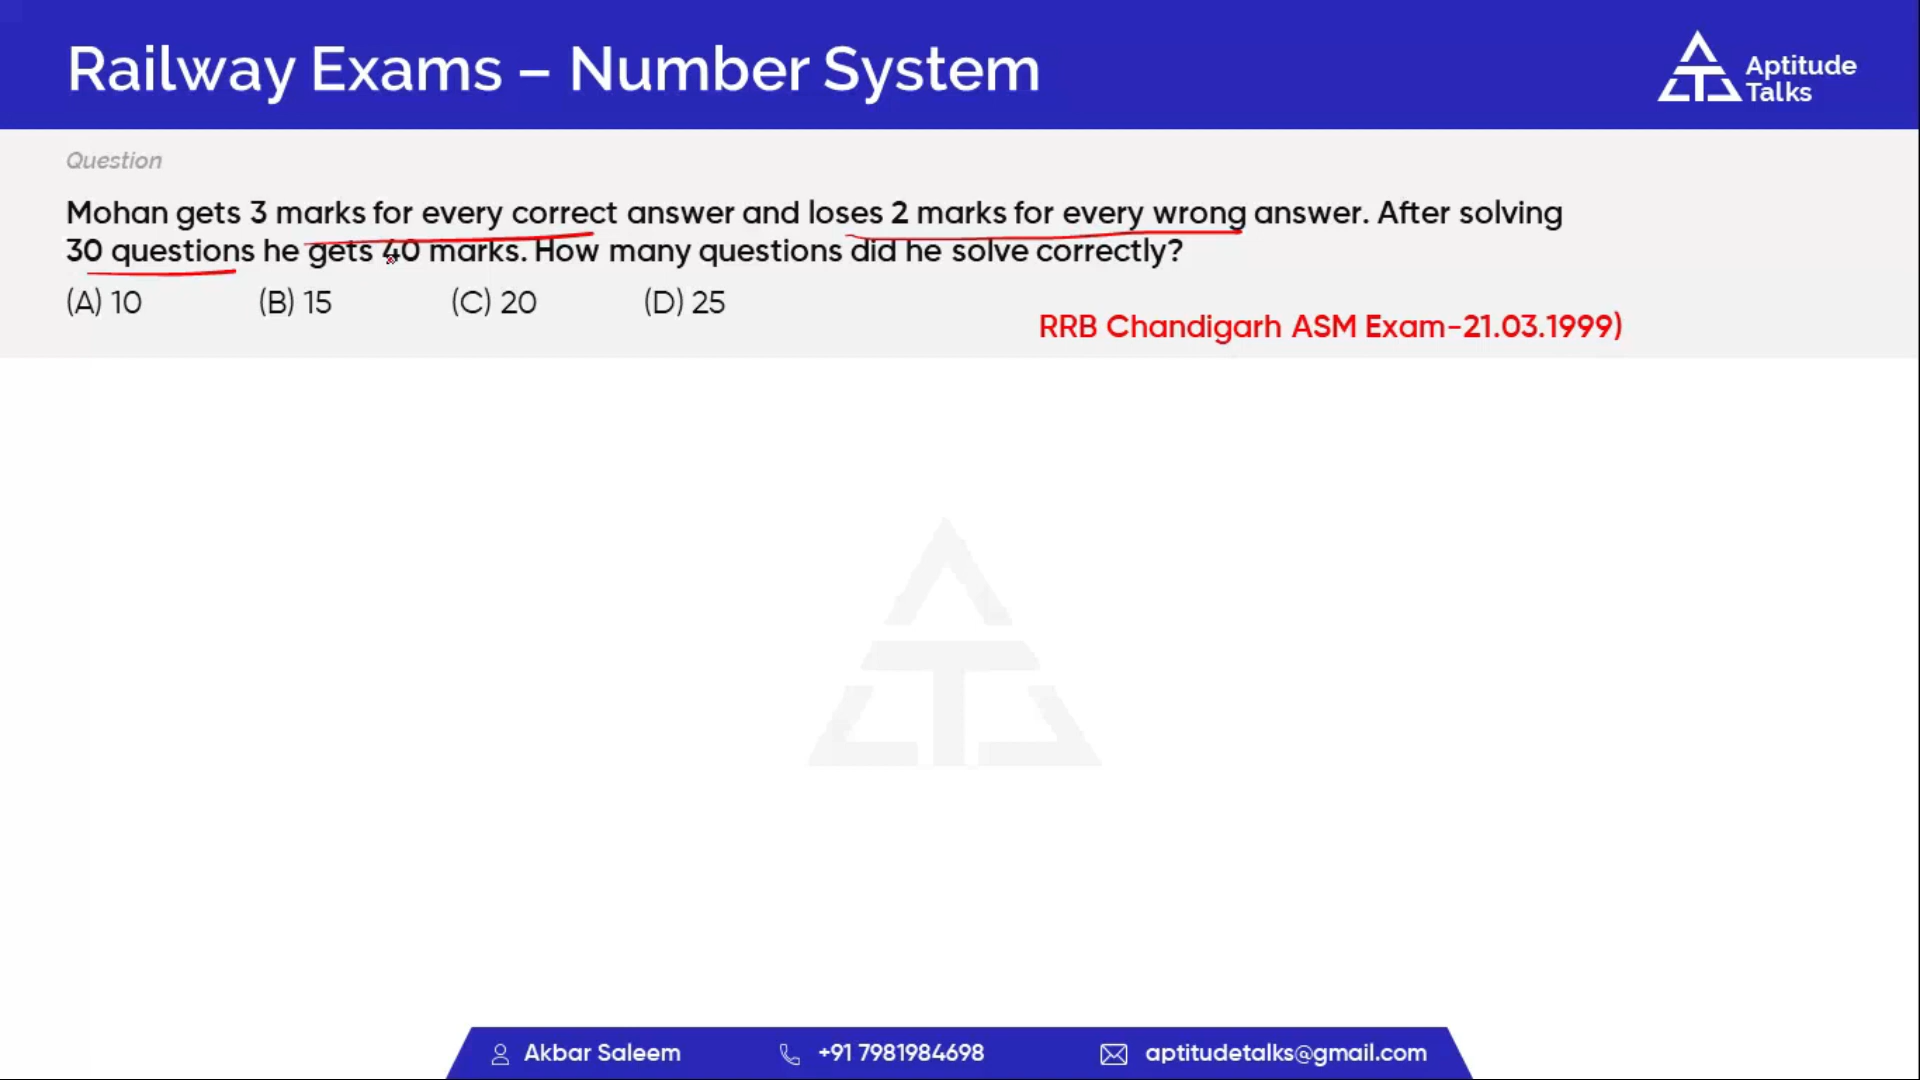 Railway Exams – Number System
Aptitude
Talks
Question
Mohan gets 3 marks for every correct answer and loses 2 marks for every wrong answer. After solving
30 questions he gets 40 marks. How many questions did he solve correctly?
(A) 10 (B) 15 (C) 20 (D) 25
RRB Chandigarh ASM Exam-21.03.1999)
Akbar Saleem +91 7981984698 aptitudetalks@gmail.com